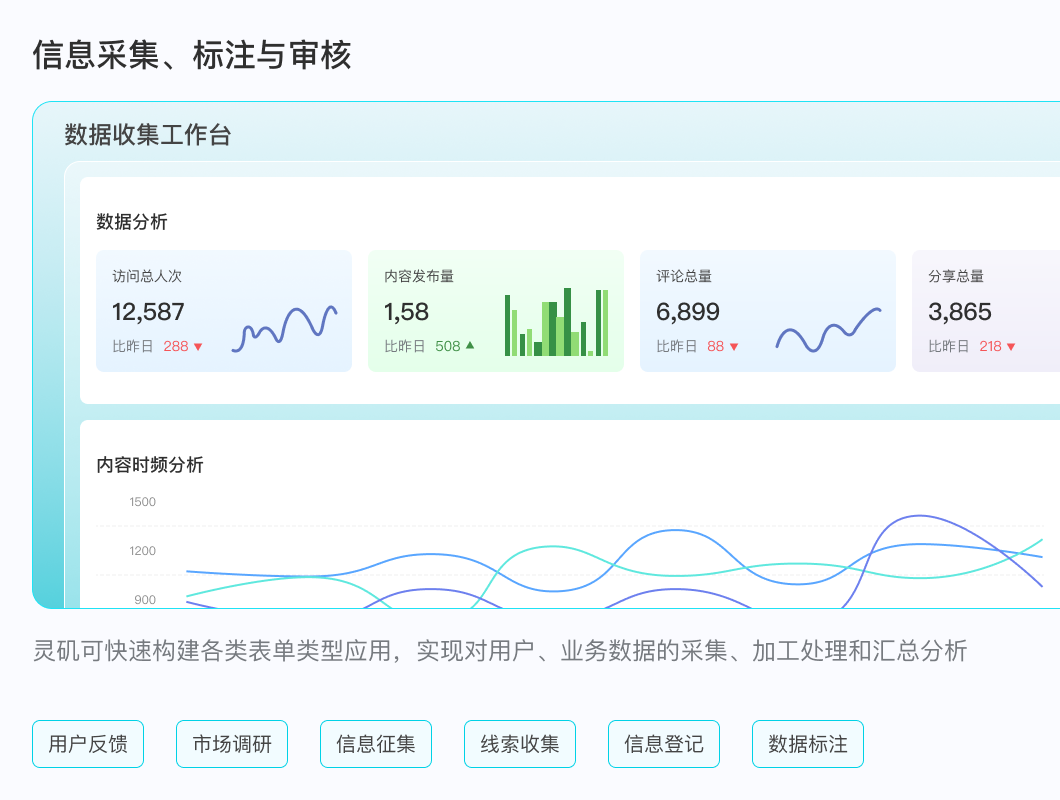 信息采集、标注与审核
数据收集工作台
数据分析
访问总人次 内容发布量 评论总量 分享总量
12,587 1,58 6,899 3,865
比昨日 288 ▼ 比昨日 508 ▲ 比昨日 88 ▼ 比昨日 218 ▼
内容时频分析
1500
1200
900
灵矶可快速构建各类表单类型应用，实现对用户、业务数据的采集、加工处理和汇总分析
用户反馈 市场调研 信息征集 线索收集 信息登记 数据标注